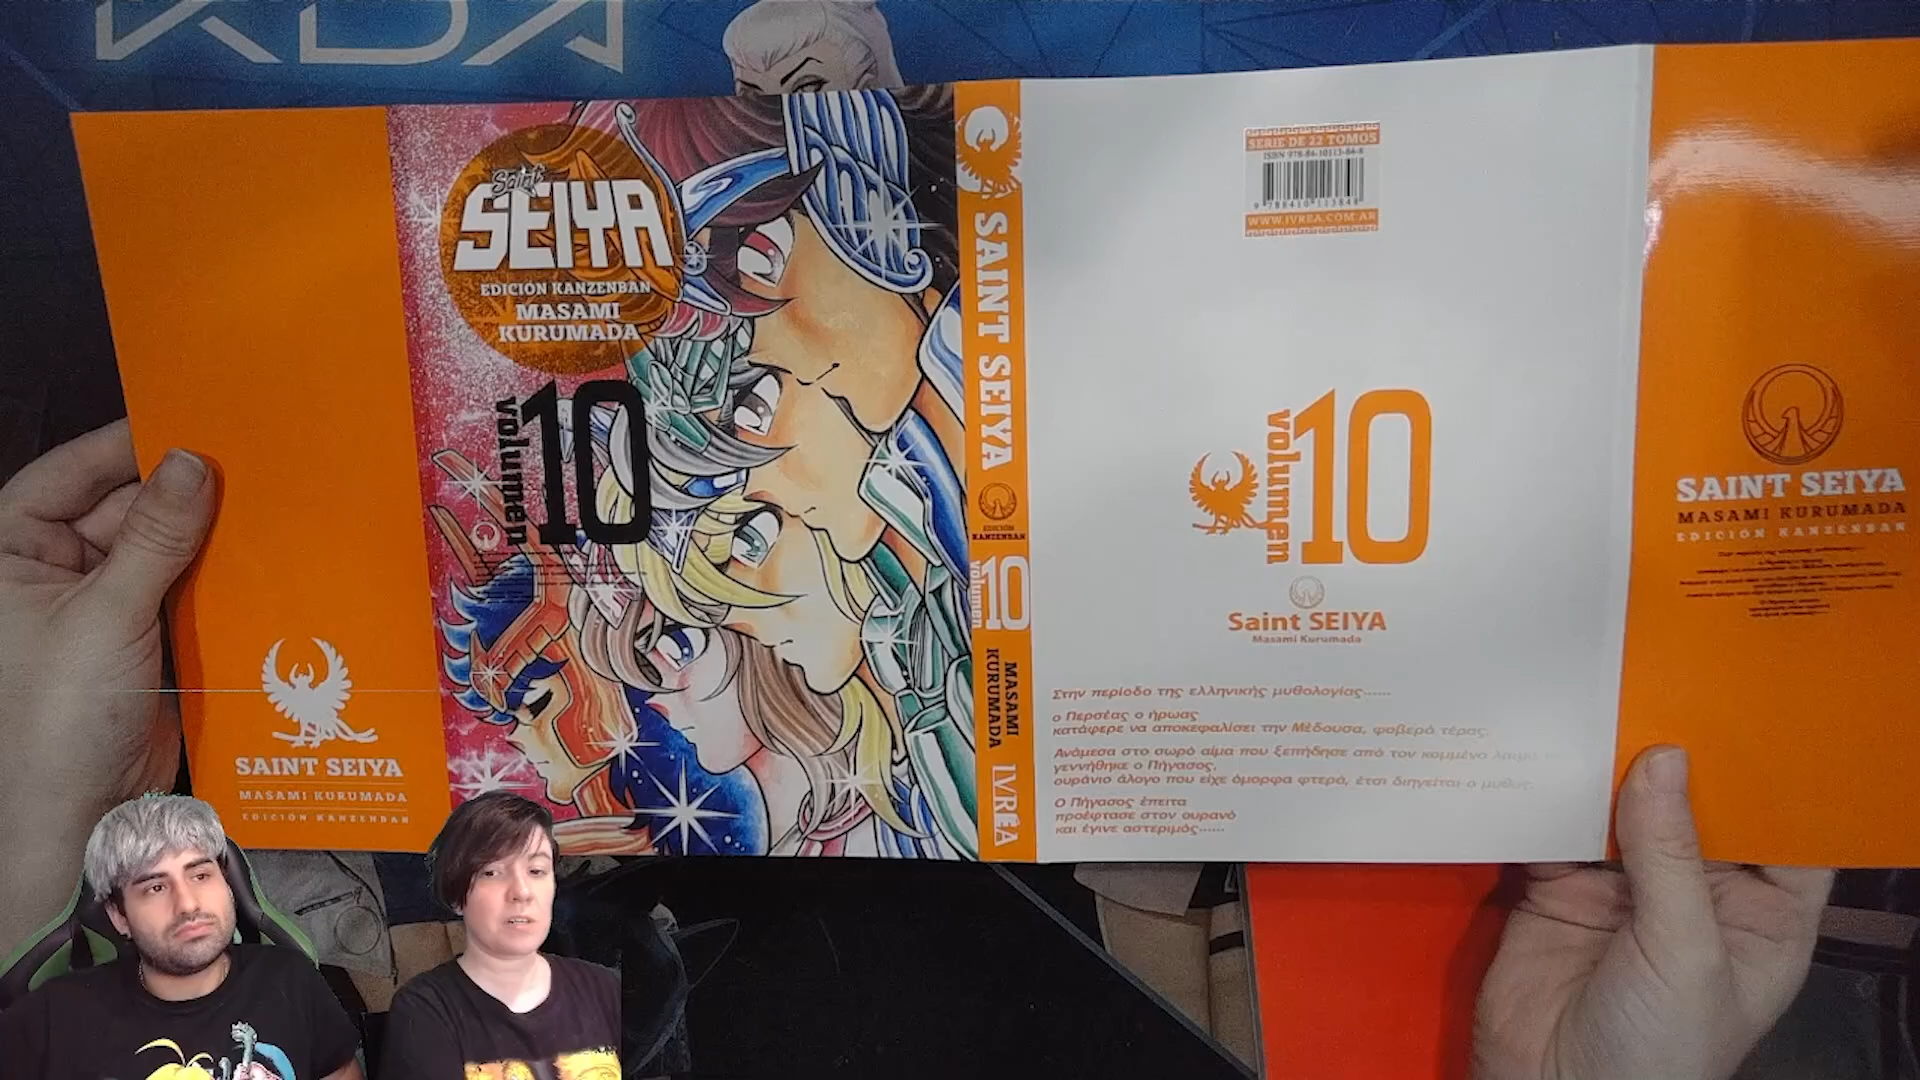 KDA
Saint
SEIYA
EDICIÓN KANZENBAN
MASAMI
KURUMADA
volumen 10
SAINT SEIYA
MASAMI KURUMADA
EDICIÓN KANZENBAN
SAINT SEIYA
EDICIÓN
KANZENBAN
volumen 10
MASAMI
KURUMADA
IVRÉA
SERIE DE 22 TOMOS
WWW.IVREA.COM.AR
volumen 10
Saint SEIYA
Masami Kurumada
Στην περίοδο της ελληνικής μυθολογίας......
ο Περσέας ο ήρωας
κατάφερε να αποκεφαλίσει την Μέδουσα, φοβερό τέρας.
Ανάμεσα στο σωρό αίμα που ξεπήδησε από τον κομμένο λαιμό
γεννήθηκε ο Πήγασος,
ουράνιο άλογο που είχε όμορφα φτερά, έτσι διηγείται ο μύθος.
Ο Πήγασος έπειτα
προέφτασε στον ουρανό
και έγινε αστερισμός......
SAINT SEIYA
MASAMI KURUMADA
EDICIÓN KANZENBAN